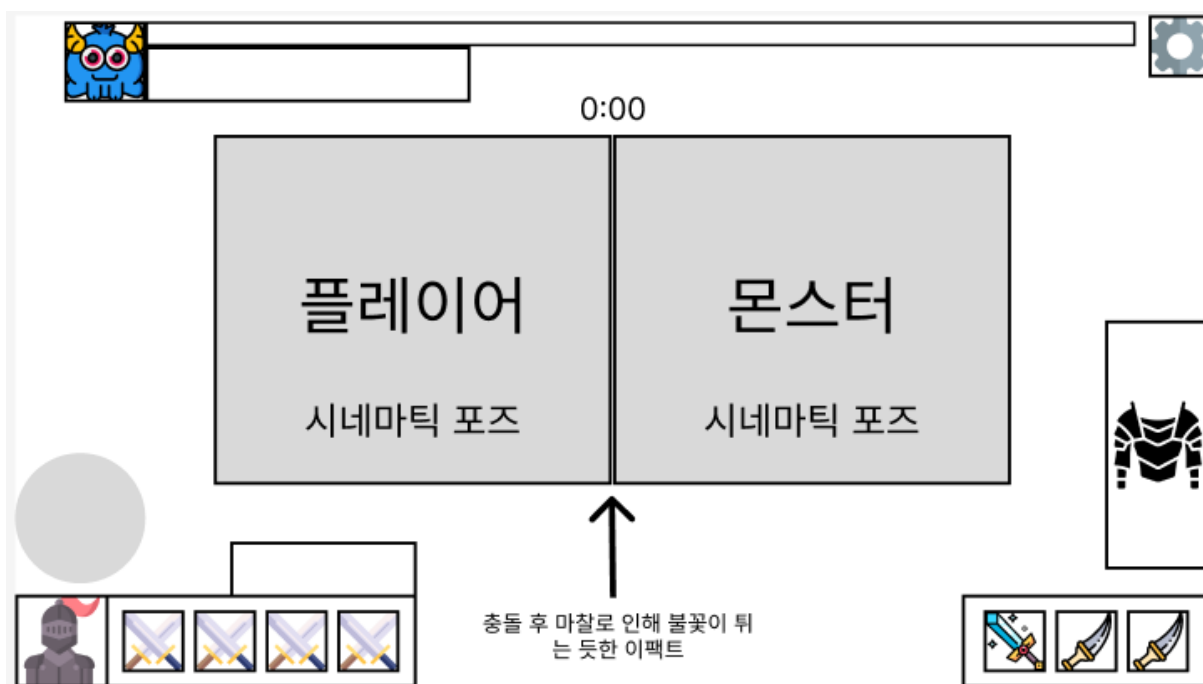 0:00
플레이어
몬스터
시네마틱 포즈
시네마틱 포즈
충돌 후 마찰로 인해 불꽃이 튀
는 듯한 이팩트